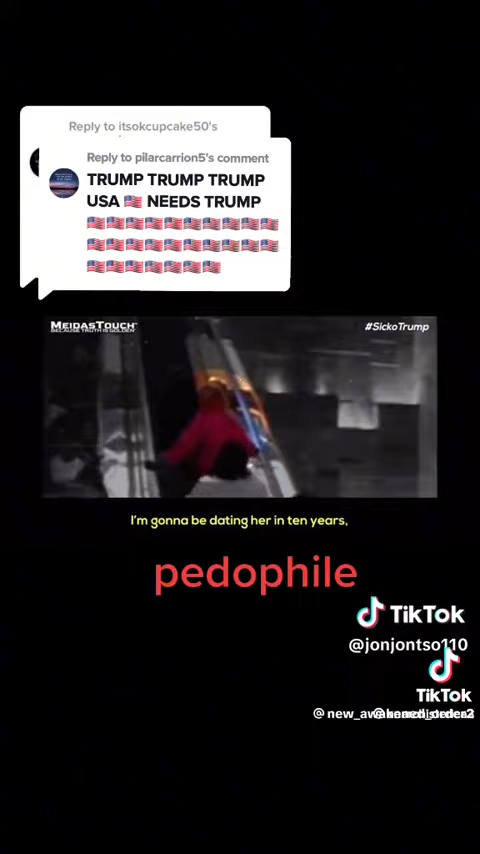 Reply to itsokcupcake50's
Reply to pilarcarrion5's comment
TRUMP TRUMP TRUMP
USA 🇺🇸 NEEDS TRUMP
🇺🇸🇺🇸🇺🇸🇺🇸🇺🇸🇺🇸🇺🇸🇺🇸🇺🇸🇺🇸
🇺🇸🇺🇸🇺🇸🇺🇸🇺🇸🇺🇸🇺🇸🇺🇸🇺🇸🇺🇸
🇺🇸🇺🇸🇺🇸🇺🇸🇺🇸🇺🇸🇺🇸
MEIDASTOUCH
BECAUSE TRUTH IS GOLDEN
#SickoTrump
I'm gonna be dating her in ten years,
pedophile
TikTok
@jonjontso110
TikTok